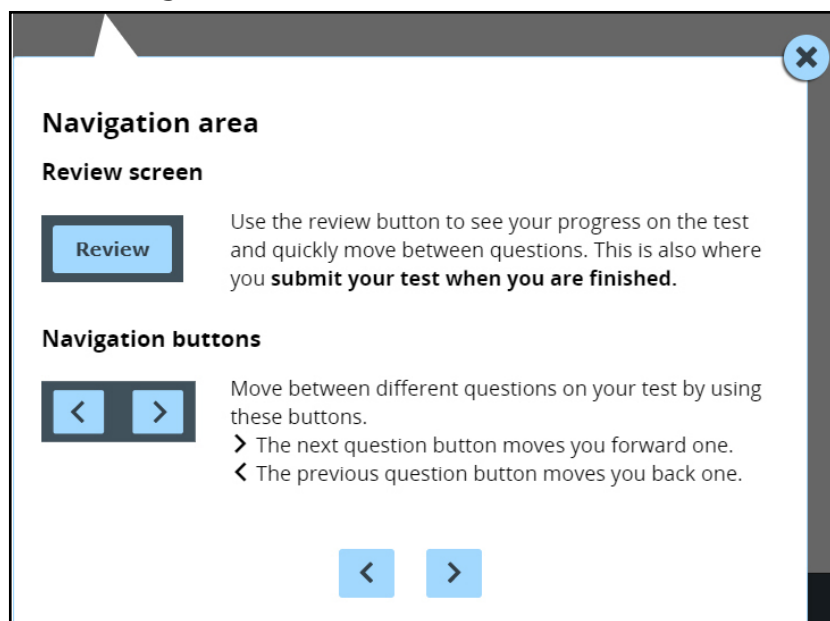 Navigation area
Review screen
Review
Use the review button to see your progress on the test
and quickly move between questions. This is also where
you submit your test when you are finished.
Navigation buttons
Move between different questions on your test by using
these buttons.
> The next question button moves you forward one.
< The previous question button moves you back one.